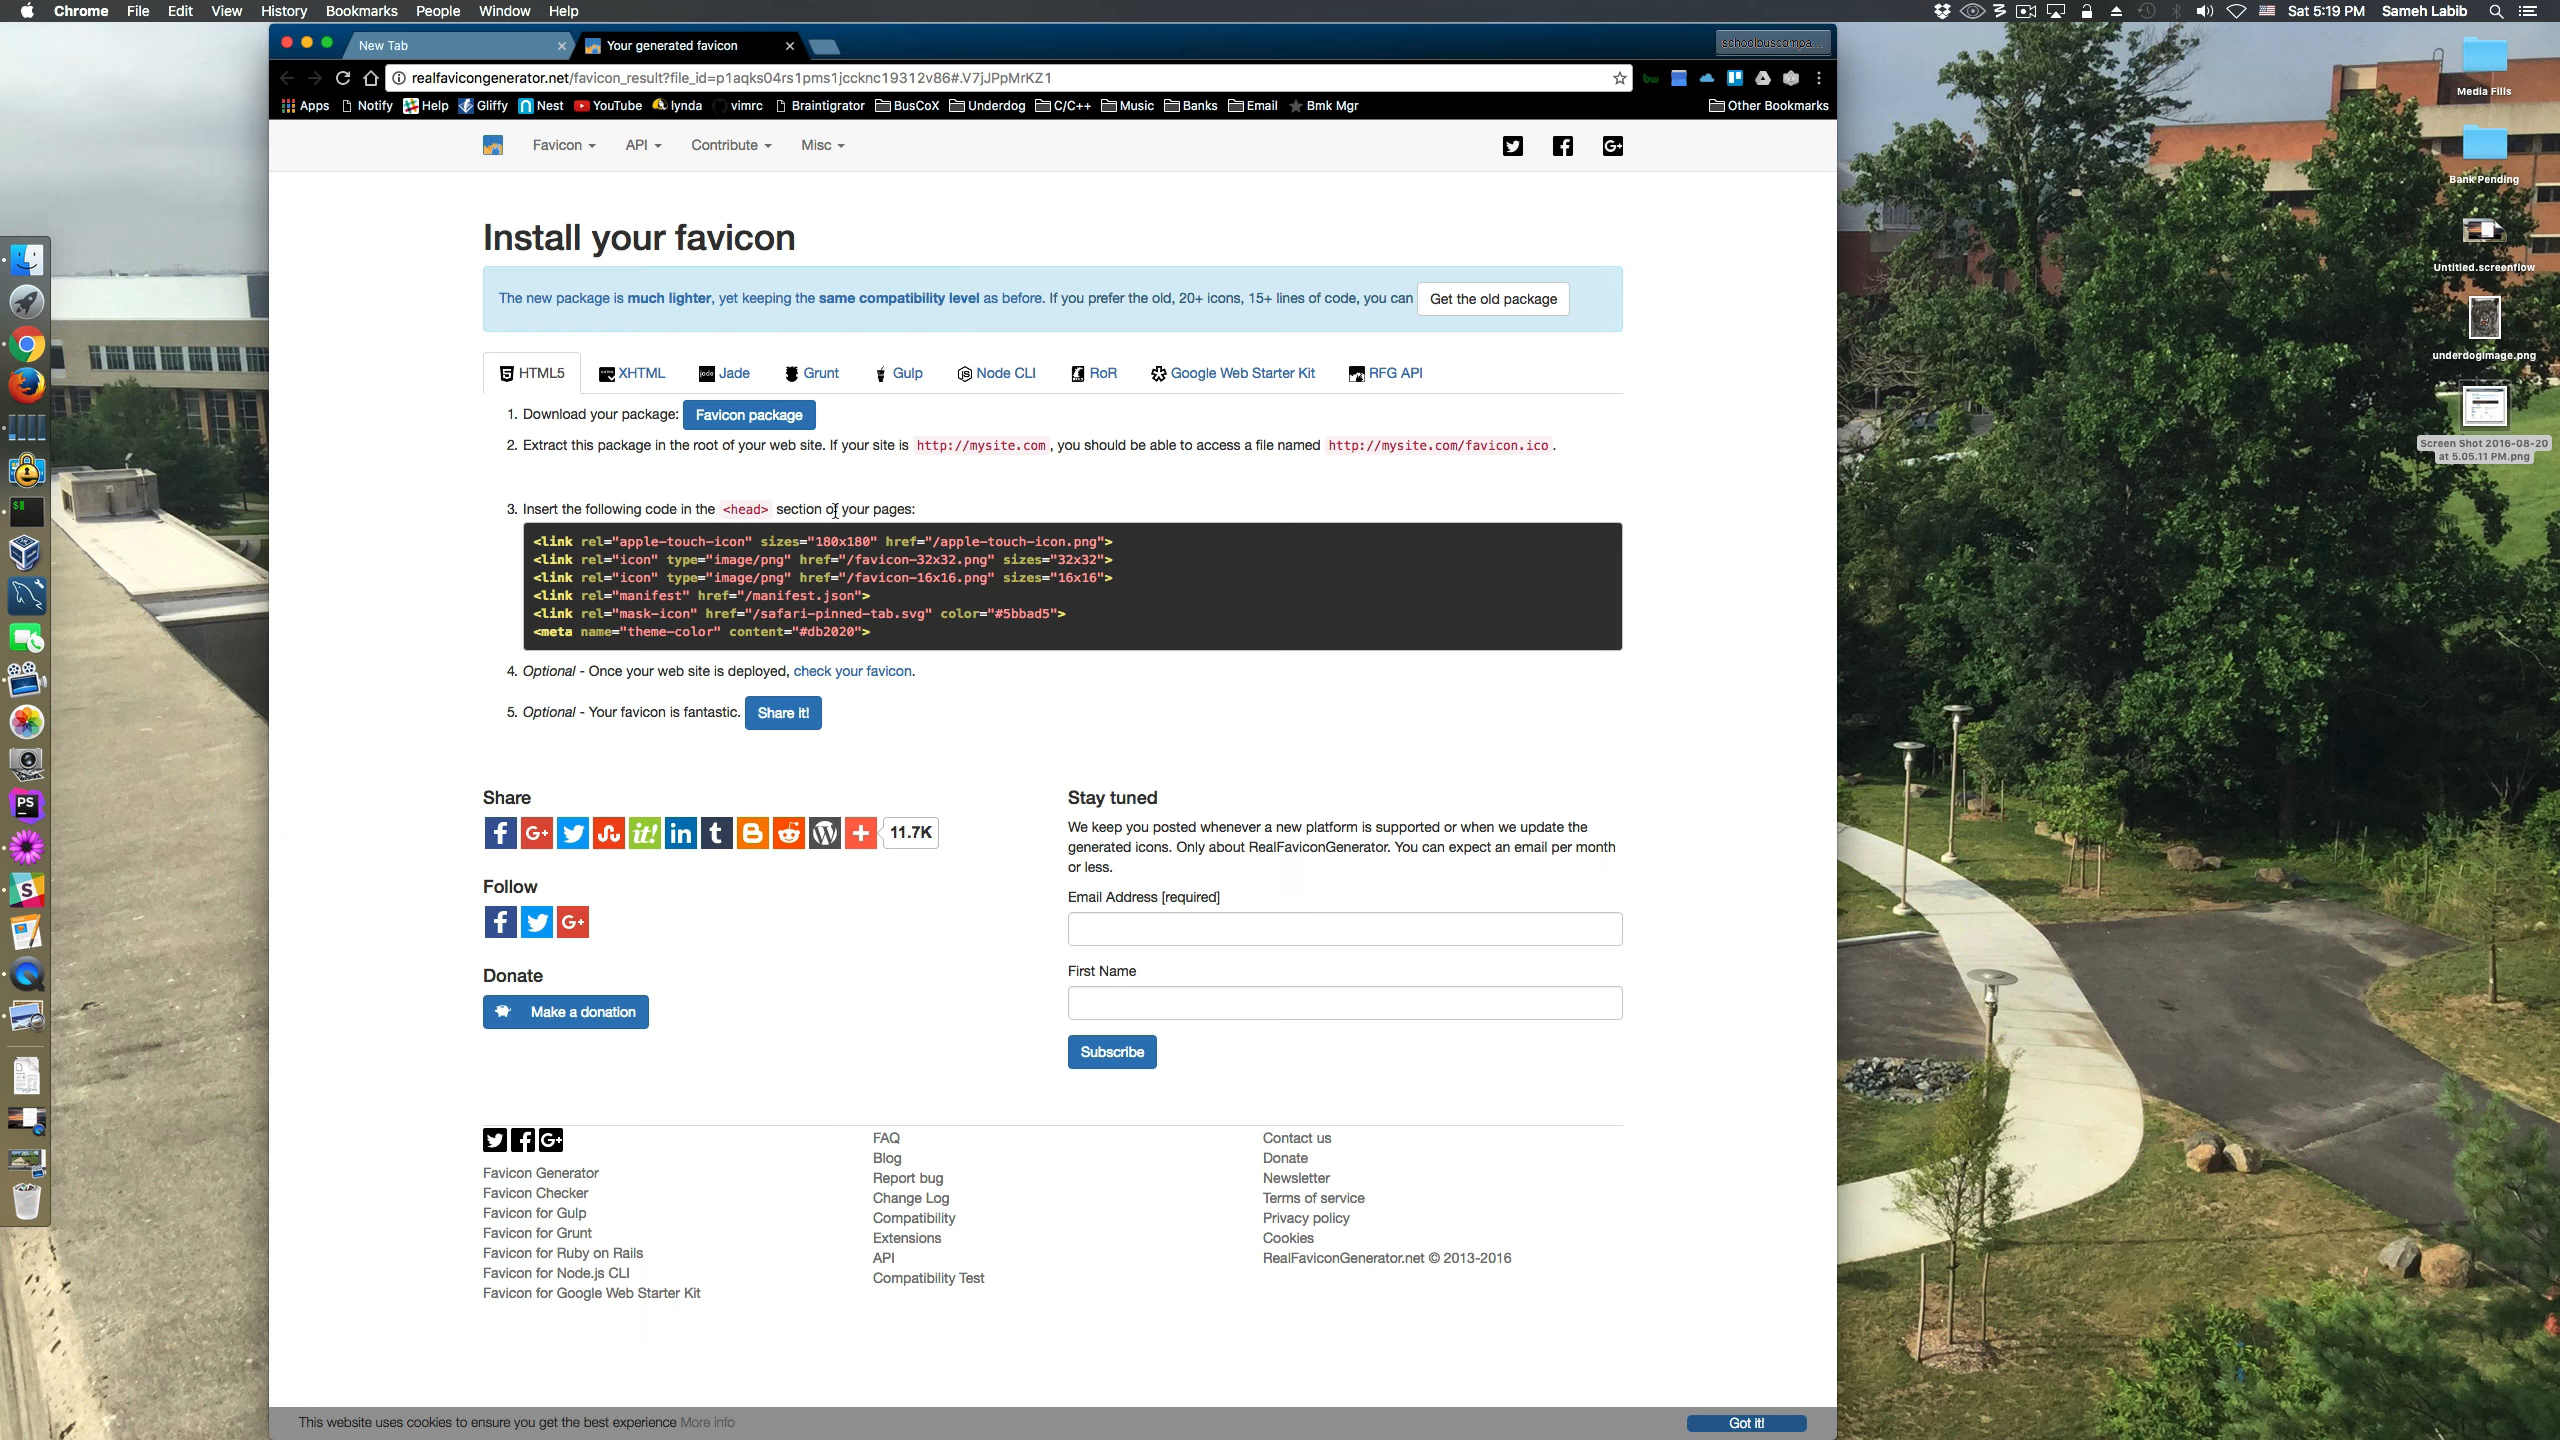 Chrome File Edit View History Bookmarks People Window Help
Sat 5:19 PM Sameh Labib
New Tab
Your generated favicon
schoolbuscompa...
realfavicongenerator.net/favicon_result?file_id=p1aqks04rs1pms1jccknc19312v86#.V7jJPpMrKZ1
Apps Notify Help Gliffy Nest YouTube lynda vimrc Braintigrator BusCoX Underdog C/C++ Music Banks Email Bmk Mgr Other Bookmarks
Favicon API Contribute Misc
Install your favicon
The new package is much lighter, yet keeping the same compatibility level as before. If you prefer the old, 20+ icons, 15+ lines of code, you can Get the old package
HTML5 XHTML Jade Grunt Gulp Node CLI RoR Google Web Starter Kit RFG API
1. Download your package: Favicon package
2. Extract this package in the root of your web site. If your site is http://mysite.com , you should be able to access a file named http://mysite.com/favicon.ico .
3. Insert the following code in the <head> section of your pages:
<link rel="apple-touch-icon" sizes="180x180" href="/apple-touch-icon.png">
<link rel="icon" type="image/png" href="/favicon-32x32.png" sizes="32x32">
<link rel="icon" type="image/png" href="/favicon-16x16.png" sizes="16x16">
<link rel="manifest" href="/manifest.json">
<link rel="mask-icon" href="/safari-pinned-tab.svg" color="#5bbad5">
<meta name="theme-color" content="#db2020">
4. Optional - Once your web site is deployed, check your favicon.
5. Optional - Your favicon is fantastic. Share it!
Share
11.7K
Follow
Donate
Make a donation
Stay tuned
We keep you posted whenever a new platform is supported or when we update the
generated icons. Only about RealFaviconGenerator. You can expect an email per month
or less.
Email Address [required]
First Name
Subscribe
Favicon Generator
Favicon Checker
Favicon for Gulp
Favicon for Grunt
Favicon for Ruby on Rails
Favicon for Node.js CLI
Favicon for Google Web Starter Kit
FAQ
Blog
Report bug
Change Log
Compatibility
Extensions
API
Compatibility Test
Contact us
Donate
Newsletter
Terms of service
Privacy policy
Cookies
RealFaviconGenerator.net © 2013-2016
This website uses cookies to ensure you get the best experience More info
Got it!
Media Fills
Bank Pending
Untitled.screenflow
underdogimage.png
Screen Shot 2016-08-20
at 5.05.11 PM.png